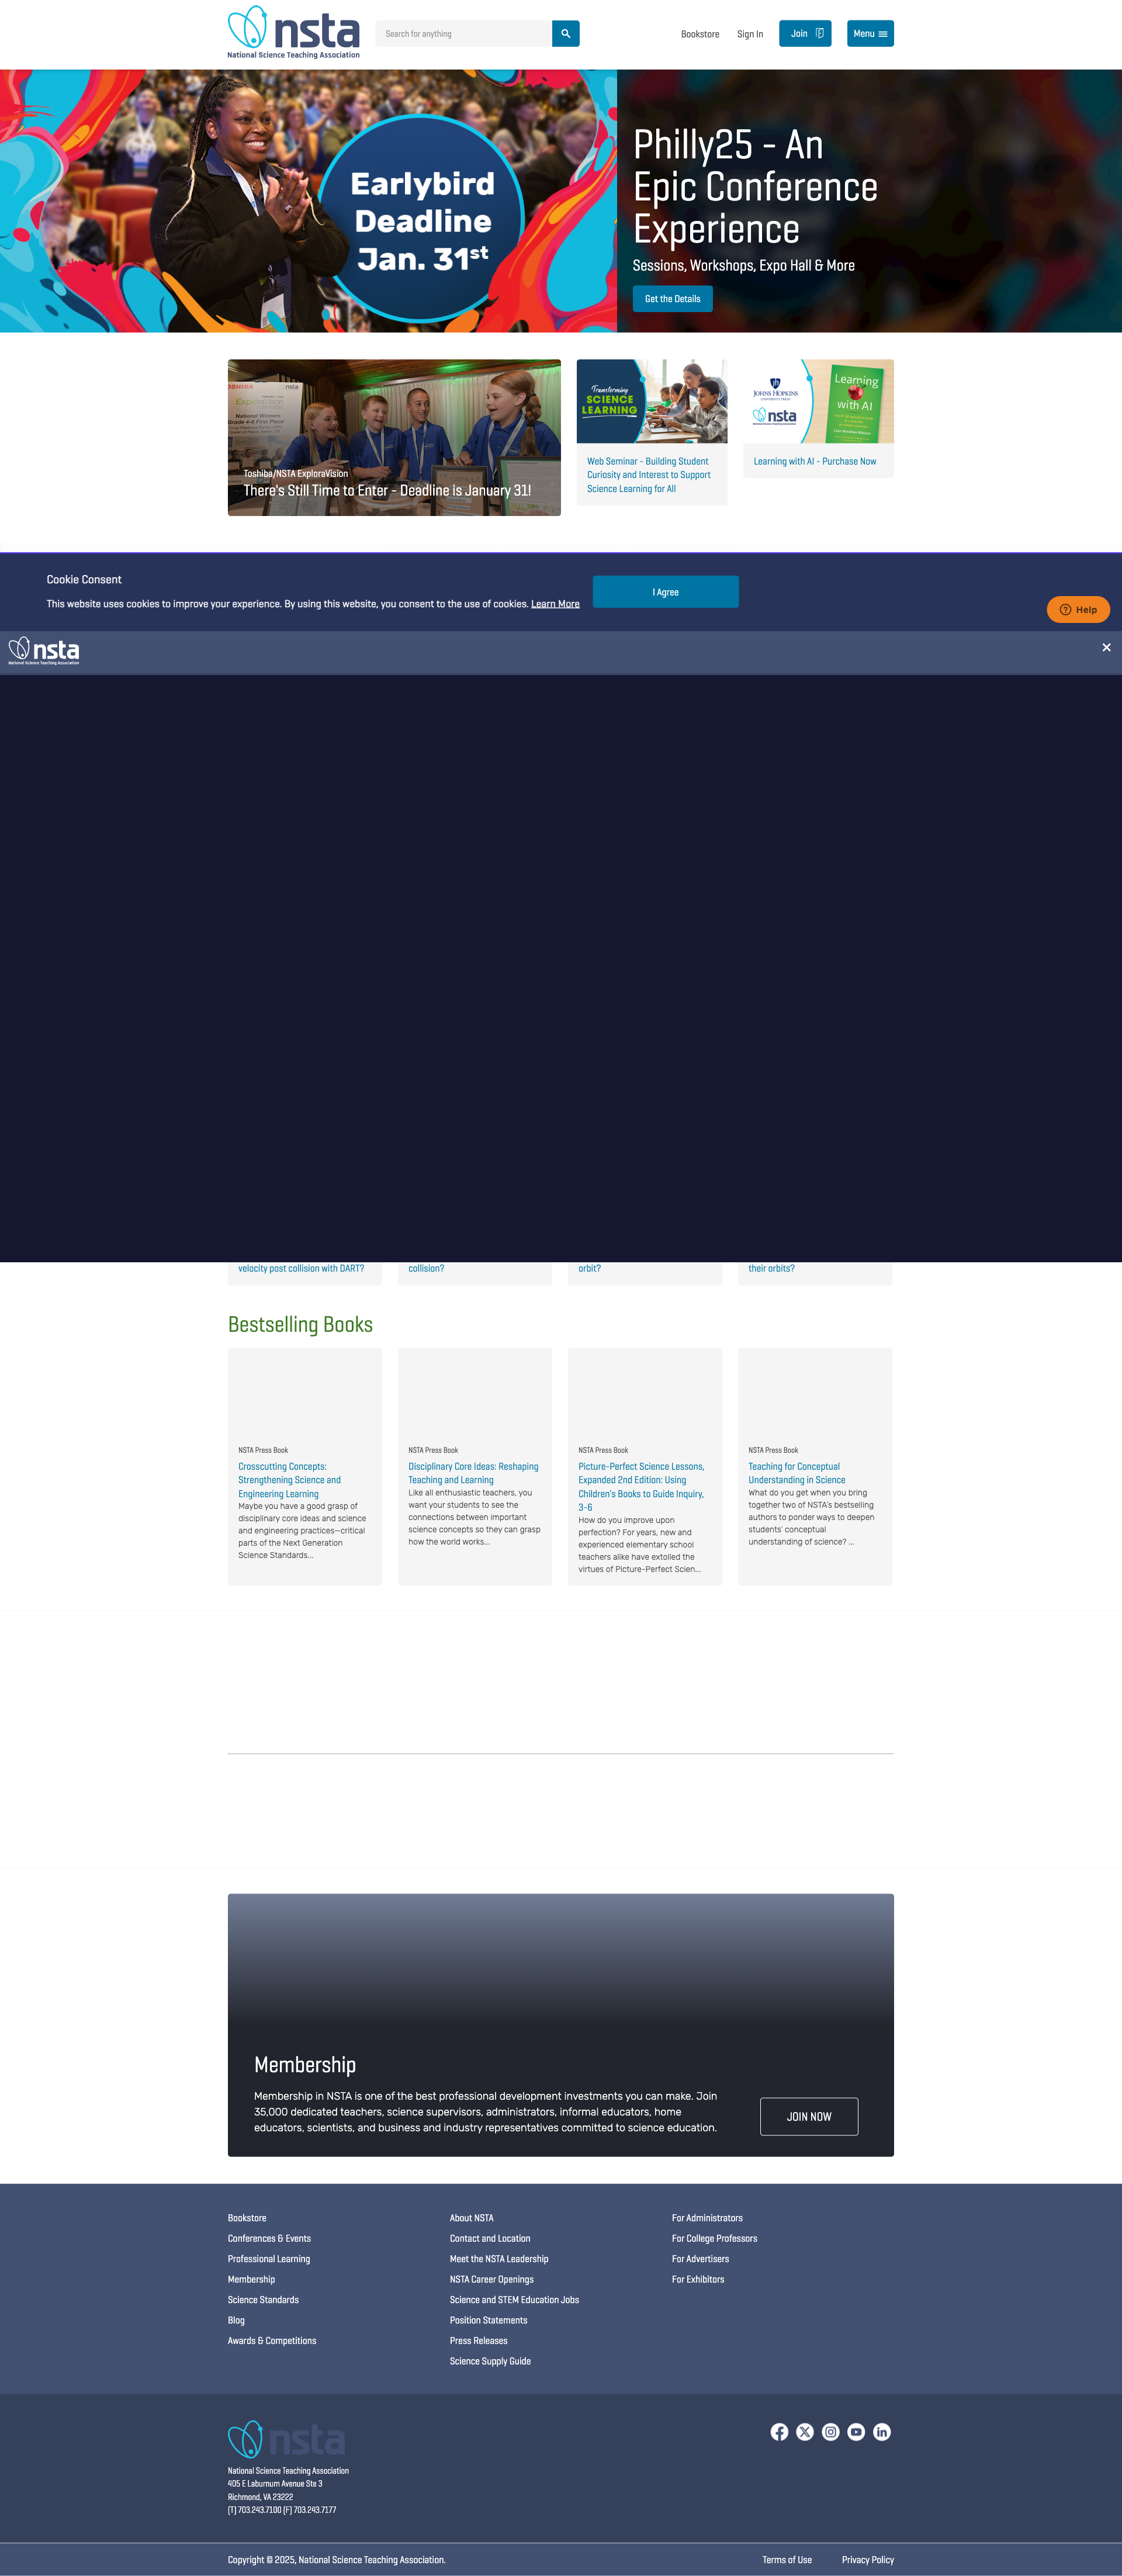 nsta
National Science Teaching Association
Search for anything
Bookstore
Sign In
Join
Menu
Earlybird
Deadline
Jan. 31st
Philly25 - An
Epic Conference
Experience
Sessions, Workshops, Expo Hall & More
Get the Details
Toshiba/NSTA ExploraVision
There's Still Time to Enter - Deadline is January 31!
Transforming
SCIENCE
LEARNING
Web Seminar - Building Student
Curiosity and Interest to Support
Science Learning for All
JOHNS HOPKINS
UNIVERSITY PRESS
nsta
Learning
with AI
Learning with AI - Purchase Now
Cookie Consent
This website uses cookies to improve your experience. By using this website, you consent to the use of cookies. Learn More
I Agree
Help
nsta
National Science Teaching Association
velocity post collision with DART?
collision?
orbit?
their orbits?
Bestselling Books
NSTA Press Book
Crosscutting Concepts:
Strengthening Science and
Engineering Learning
Maybe you have a good grasp of
disciplinary core ideas and science
and engineering practices—critical
parts of the Next Generation
Science Standards...
NSTA Press Book
Disciplinary Core Ideas: Reshaping
Teaching and Learning
Like all enthusiastic teachers, you
want your students to see the
connections between important
science concepts so they can grasp
how the world works...
NSTA Press Book
Picture-Perfect Science Lessons,
Expanded 2nd Edition: Using
Children's Books to Guide Inquiry,
3-6
How do you improve upon
perfection? For years, new and
experienced elementary school
teachers alike have extolled the
virtues of Picture-Perfect Scien...
NSTA Press Book
Teaching for Conceptual
Understanding in Science
What do you get when you bring
together two of NSTA's bestselling
authors to ponder ways to deepen
students' conceptual
understanding of science? ...
Membership
Membership in NSTA is one of the best professional development investments you can make. Join
35,000 dedicated teachers, science supervisors, administrators, informal educators, home
educators, scientists, and business and industry representatives committed to science education.
JOIN NOW
Bookstore
Conferences & Events
Professional Learning
Membership
Science Standards
Blog
Awards & Competitions
About NSTA
Contact and Location
Meet the NSTA Leadership
NSTA Career Openings
Science and STEM Education Jobs
Position Statements
Press Releases
Science Supply Guide
For Administrators
For College Professors
For Advertisers
For Exhibitors
nsta
National Science Teaching Association
405 E Laburnum Avenue Ste 3
Richmond, VA 23222
(T) 703.243.7100 (F) 703.243.7177
Copyright © 2025, National Science Teaching Association.
Terms of Use
Privacy Policy